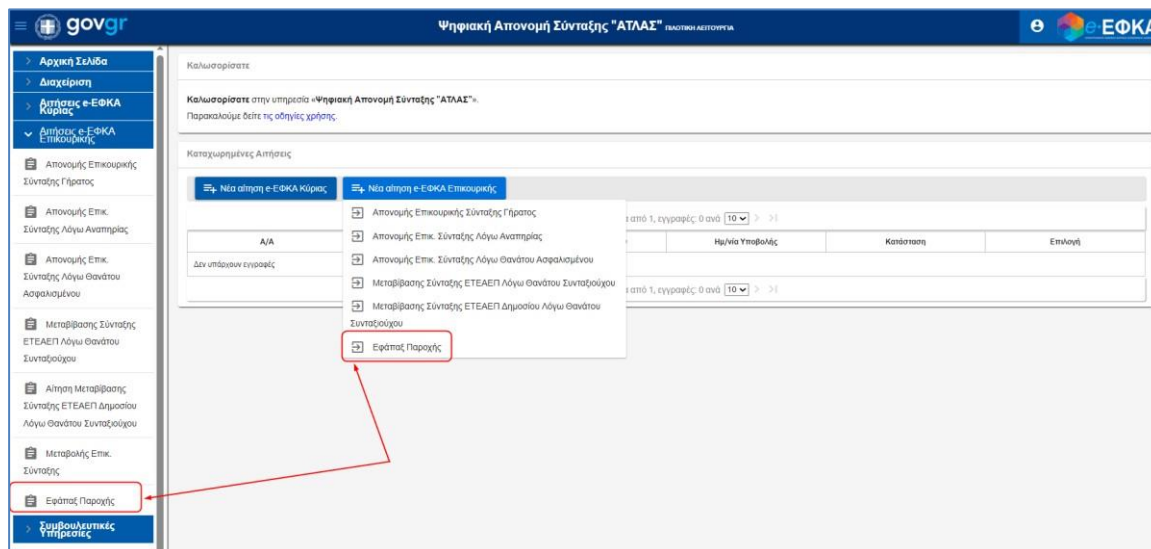 govgr
Ψηφιακή Απονομή Σύνταξης "ΑΤΛΑΣ" ΠΙΛΟΤΙΚΗ ΛΕΙΤΟΥΡΓΙΑ
e-ΕΦΚΑ
Αρχική Σελίδα
Διαχείριση
Αιτήσεις e-ΕΦΚΑ
Κύριας
Αιτήσεις e-ΕΦΚΑ
Επικουρικής
Απονομής Επικουρικής
Σύνταξης Γήρατος
Απονομής Επικ.
Σύνταξης Λόγω Αναπηρίας
Απονομής Επικ.
Σύνταξης Λόγω Θανάτου
Ασφαλισμένου
Μεταβίβασης Σύνταξης
ΕΤΕΑΕΠ Λόγω Θανάτου
Συνταξιούχου
Αίτηση Μεταβίβασης
Σύνταξης ΕΤΕΑΕΠ Δημοσίου
Λόγω Θανάτου Συνταξιούχου
Μεταβολής Επικ.
Σύνταξης
Εφάπαξ Παροχής
Συμβουλευτικές
Υπηρεσίες
Καλωσορίσατε
Καλωσορίσατε στην υπηρεσία «Ψηφιακή Απονομή Σύνταξης "ΑΤΛΑΣ"».
Παρακαλούμε δείτε τις οδηγίες χρήσης.
Καταχωρημένες Αιτήσεις
Νέα αίτηση e-ΕΦΚΑ Κύριας
Νέα αίτηση e-ΕΦΚΑ Επικουρικής
Απονομής Επικουρικής Σύνταξης Γήρατος
Απονομής Επικ. Σύνταξης Λόγω Αναπηρίας
Απονομής Επικ. Σύνταξης Λόγω Θανάτου Ασφαλισμένου
Μεταβίβασης Σύνταξης ΕΤΕΑΕΠ Λόγω Θανάτου Συνταξιούχου
Μεταβίβασης Σύνταξης ΕΤΕΑΕΠ Δημοσίου Λόγω Θανάτου
Συνταξιούχου
Εφάπαξ Παροχής
από 1, εγγραφές: 0 ανά 10
Α/Α
Ημ/νία Υποβολής
Κατάσταση
Επιλογή
Δεν υπάρχουν εγγραφές
από 1, εγγραφές: 0 ανά 10